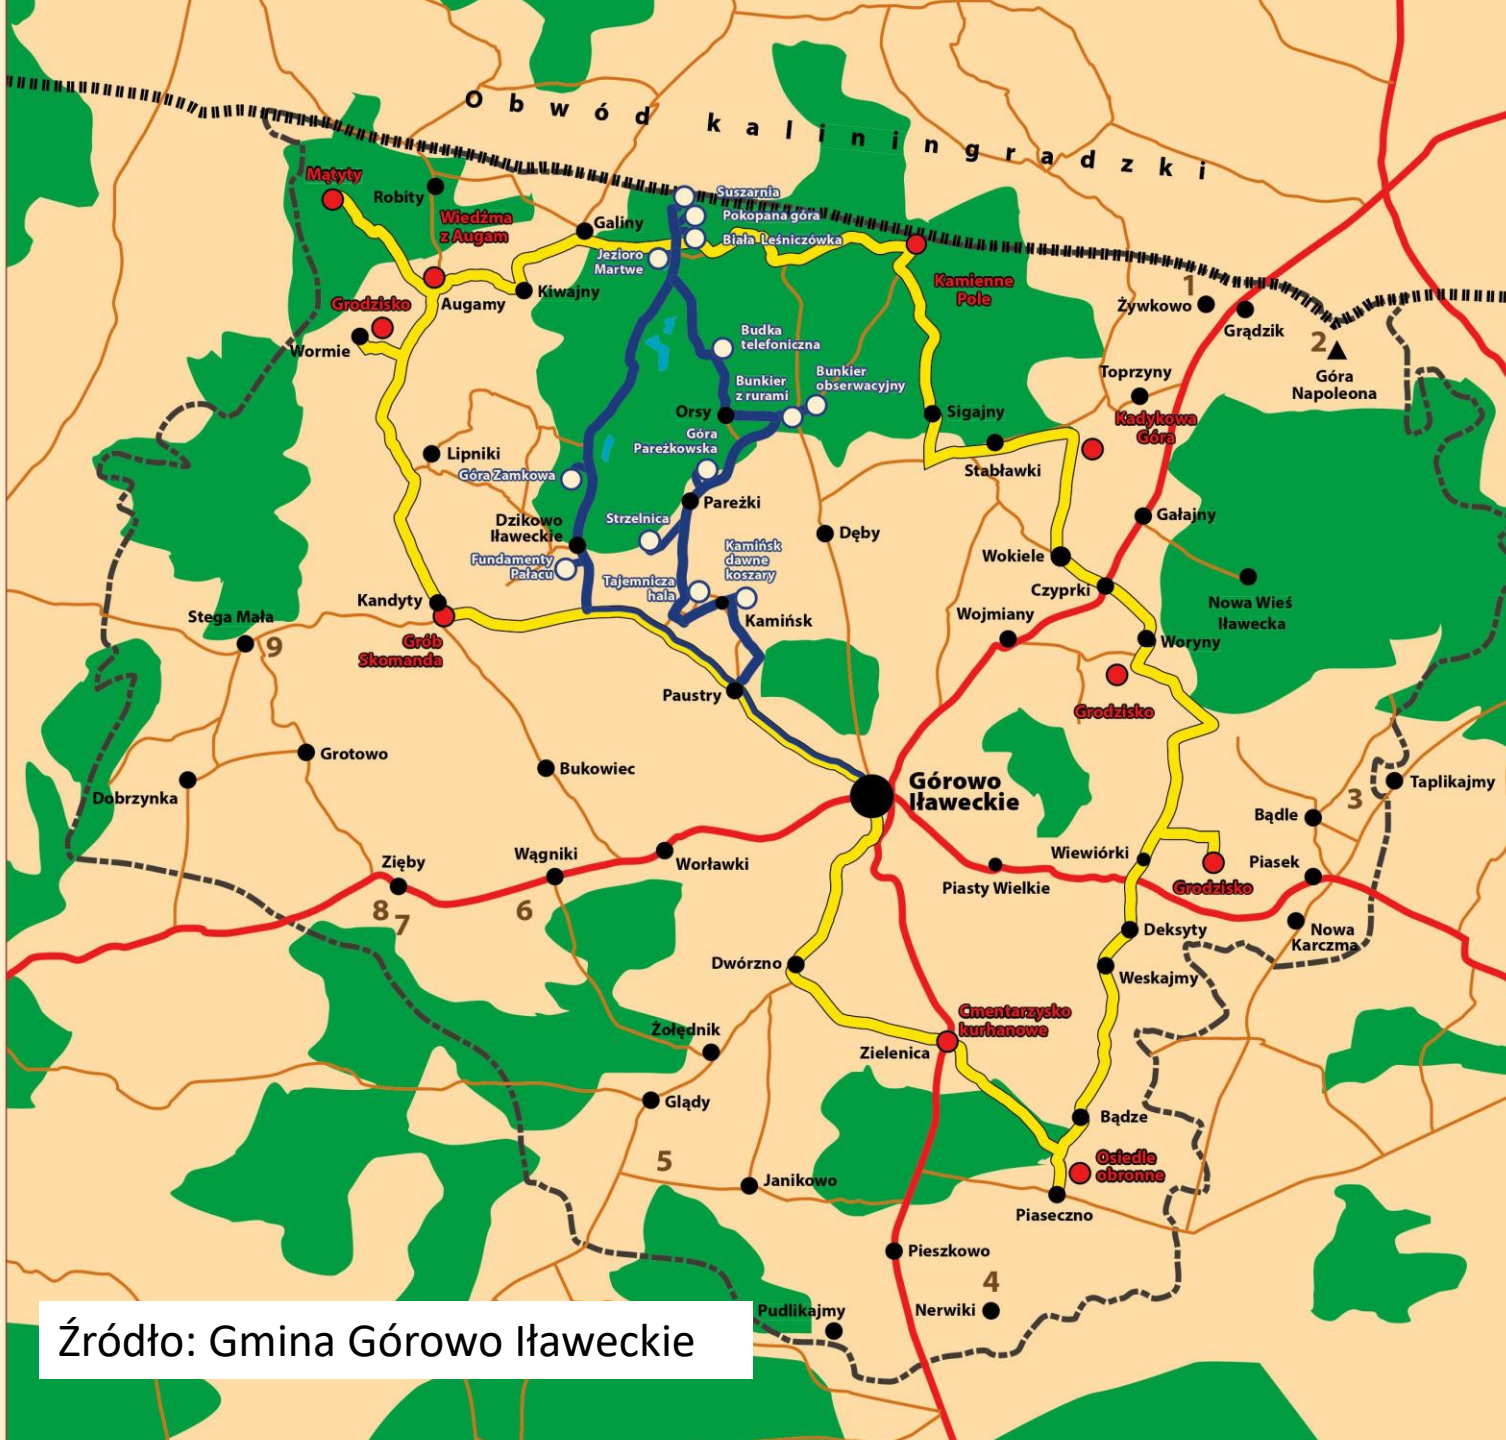 Obwód kaliningradzki
Mątyty
Robity
Wiedźma
z Augam
Galiny
Suszarnia
Pokopana góra
Biała Leśniczówka
Jezioro
Martwe
Kamienne
Pole
Kiwajny
Augamy
Grodzisko
Wormie
1
Żywkowo
Grądzik
2
Góra
Napoleona
Budka
telefoniczna
Bunkier
z rurami
Bunkier
obserwacyjny
Toprzyny
Kadykowa
Góra
Orsy
Sigajny
Góra
Pareżkowska
Stabławki
Lipniki
Góra Zamkowa
Pareżki
Dzikowo
Iławeckie
Strzelnica
Dęby
Gałajny
Fundamenty
Pałacu
Kamińsk
dawne
koszary
Tajemnicza
hala
Wokiele
Czyprki
Nowa Wieś
Iławecka
Kandyty
Stega Mała
9
Grób
Skomanda
Kamińsk
Wojmiany
Woryny
Paustry
Grodzisko
Grotowo
Bukowiec
Dobrzynka
Górowo
Iławeckie
Taplikajmy
3
Bądle
Zięby
Wągniki
Worławki
Wiewiórki
Piasek
Piasty Wielkie
Grodzisko
8
7
6
Deksyty
Nowa
Karczma
Dwórzno
Weskajmy
Cmentarzysko
kurhanowe
Żołędnik
Zielenica
Glądy
Bądze
5
Janikowo
Osiedle
obronne
Piaseczno
Pieszkowo
4
Nerwiki
Pudlikajmy
Źródło: Gmina Górowo Iławeckie